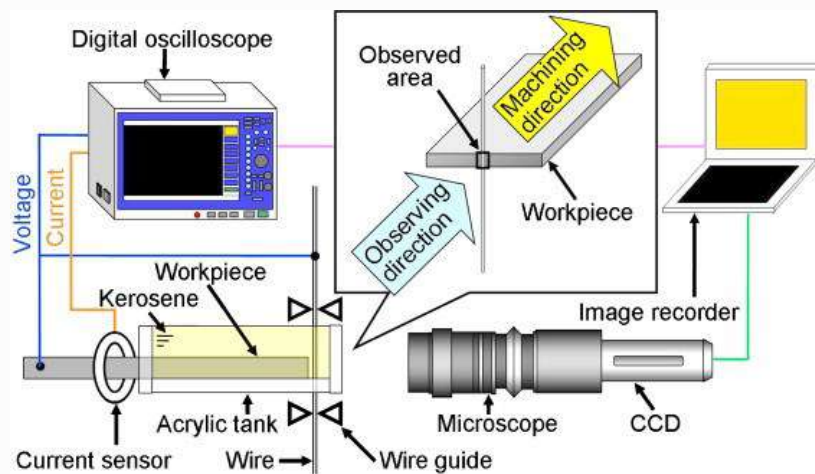 Digital oscilloscope
Observed
area
Machining
direction
Voltage
Current
Observing
direction
Workpiece
Workpiece
Kerosene
Image recorder
Acrylic tank
Microscope
CCD
Current sensor
Wire
Wire guide